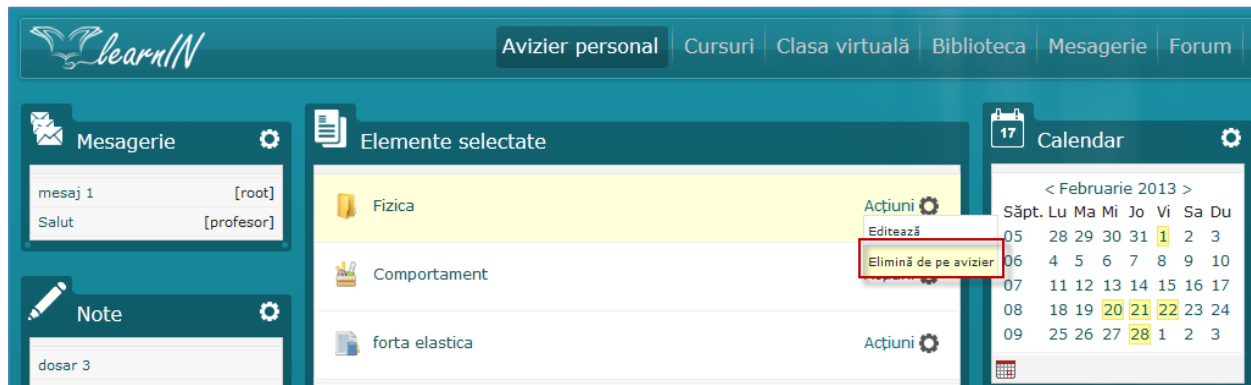 learnIN
Avizier personal Cursuri Clasa virtuală Biblioteca Mesagerie Forum
Mesagerie
mesaj 1 [root]
Salut [profesor]
Note
dosar 3
Elemente selectate
Fizica Acțiuni
Editează
Elimină de pe avizier
Comportament
forta elastica Acțiuni
17 Calendar
< Februarie 2013 >
Săpt. Lu Ma Mi Jo Vi Sa Du
05 28 29 30 31 1 2 3
06 4 5 6 7 8 9 10
07 11 12 13 14 15 16 17
08 18 19 20 21 22 23 24
09 25 26 27 28 1 2 3